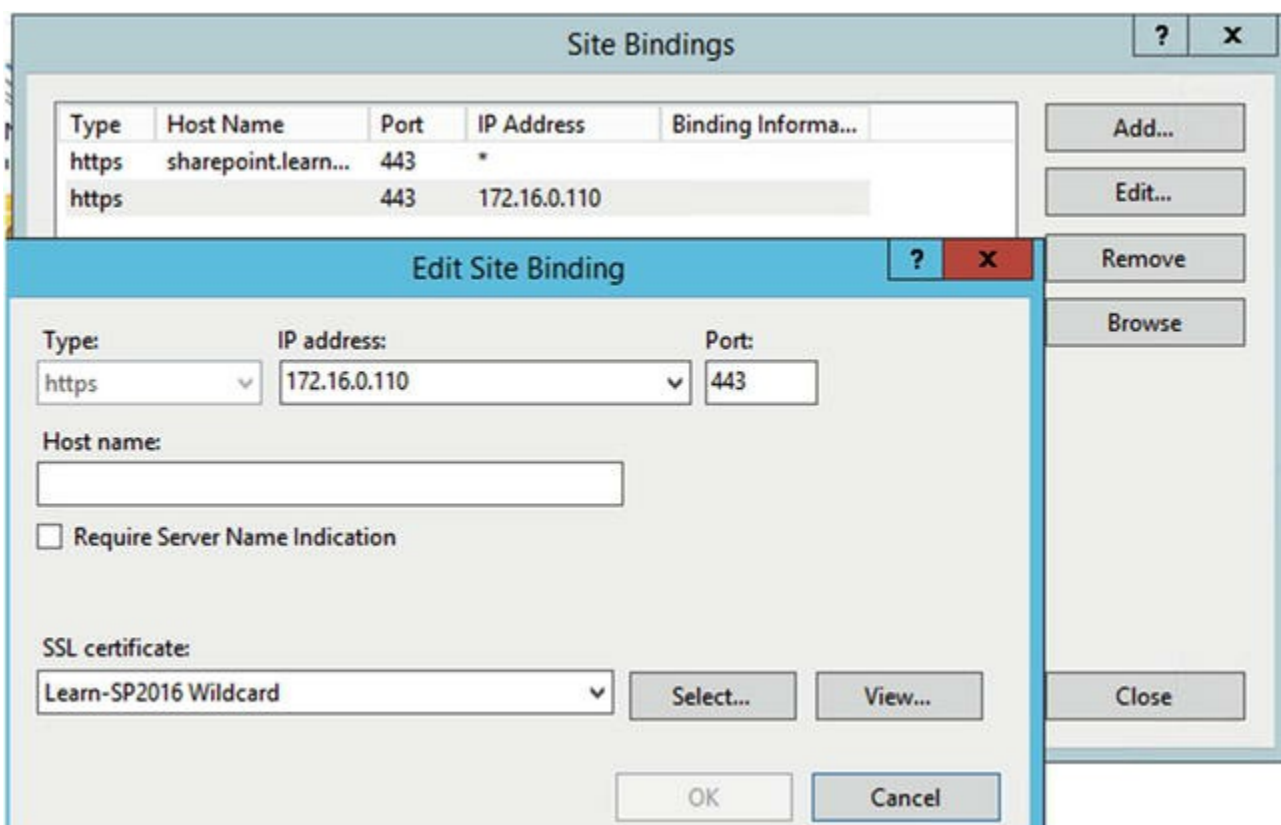 Site Bindings
? x
Type Host Name Port IP Address Binding Informa...
https sharepoint.learn... 443 *
https 443 172.16.0.110
Add...
Edit...
Remove
Browse
Close
Edit Site Binding
? x
Type: IP address: Port:
https 172.16.0.110 443
Host name:
Require Server Name Indication
SSL certificate:
Learn-SP2016 Wildcard Select... View...
OK Cancel